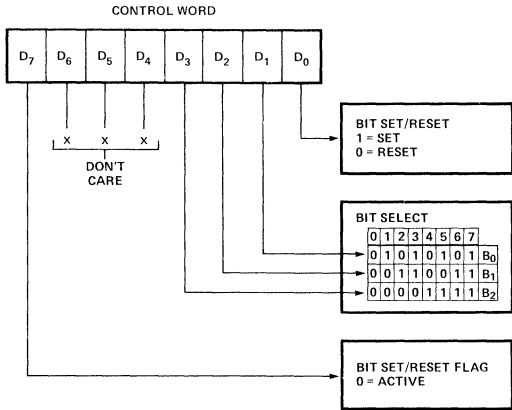 CONTROL WORD
D7 D6 D5 D4 D3 D2 D1 D0
X X X
DON'T
CARE
BIT SET/RESET
1 = SET
0 = RESET
BIT SELECT
0 1 2 3 4 5 6 7
0 1 0 1 0 1 0 1 B0
0 0 1 1 0 0 1 1 B1
0 0 0 0 1 1 1 1 B2
BIT SET/RESET FLAG
0 = ACTIVE